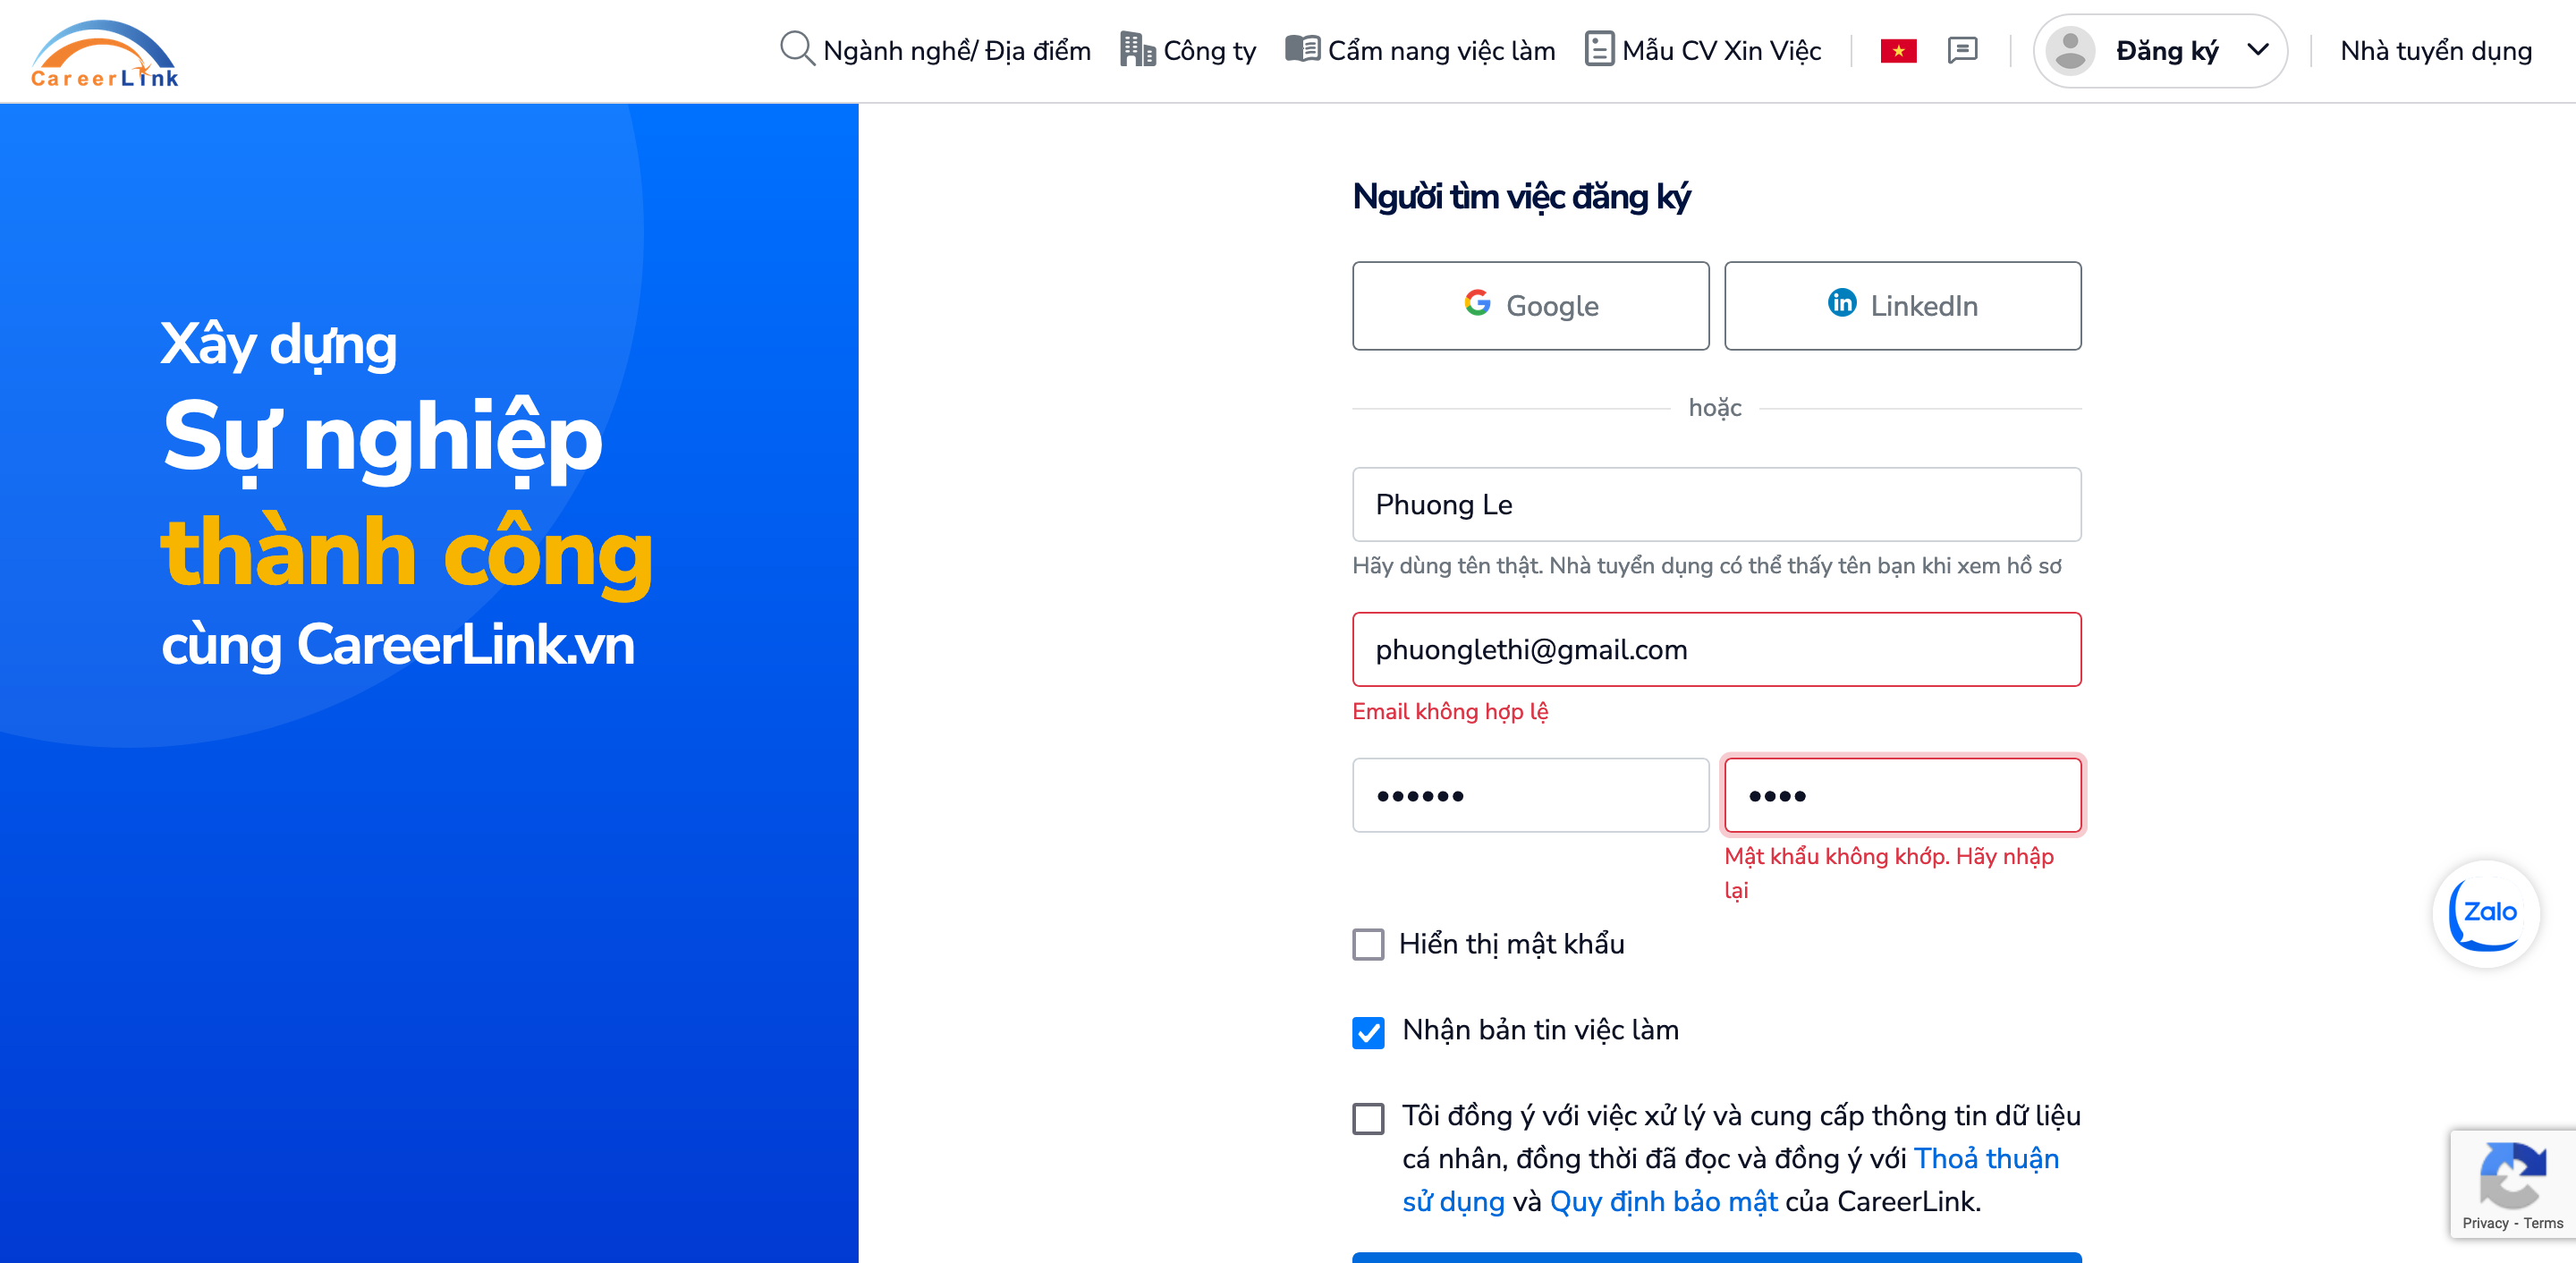 CareerLink
Ngành nghề/ Địa điểm Công ty Cẩm nang việc làm Mẫu CV Xin Việc Đăng ký Nhà tuyển dụng
Xây dựng
Sự nghiệp
thành công
cùng CareerLink.vn
Người tìm việc đăng ký
Google LinkedIn
hoặc
Phuong Le
Hãy dùng tên thật. Nhà tuyển dụng có thể thấy tên bạn khi xem hồ sơ
phuonglethi@gmail.com
Email không hợp lệ
•••••• ••••
Mật khẩu không khớp. Hãy nhập
lại
Hiển thị mật khẩu
Nhận bản tin việc làm
Tôi đồng ý với việc xử lý và cung cấp thông tin dữ liệu
cá nhân, đồng thời đã đọc và đồng ý với Thoả thuận
sử dụng và Quy định bảo mật của CareerLink.
Zalo
Privacy - Terms